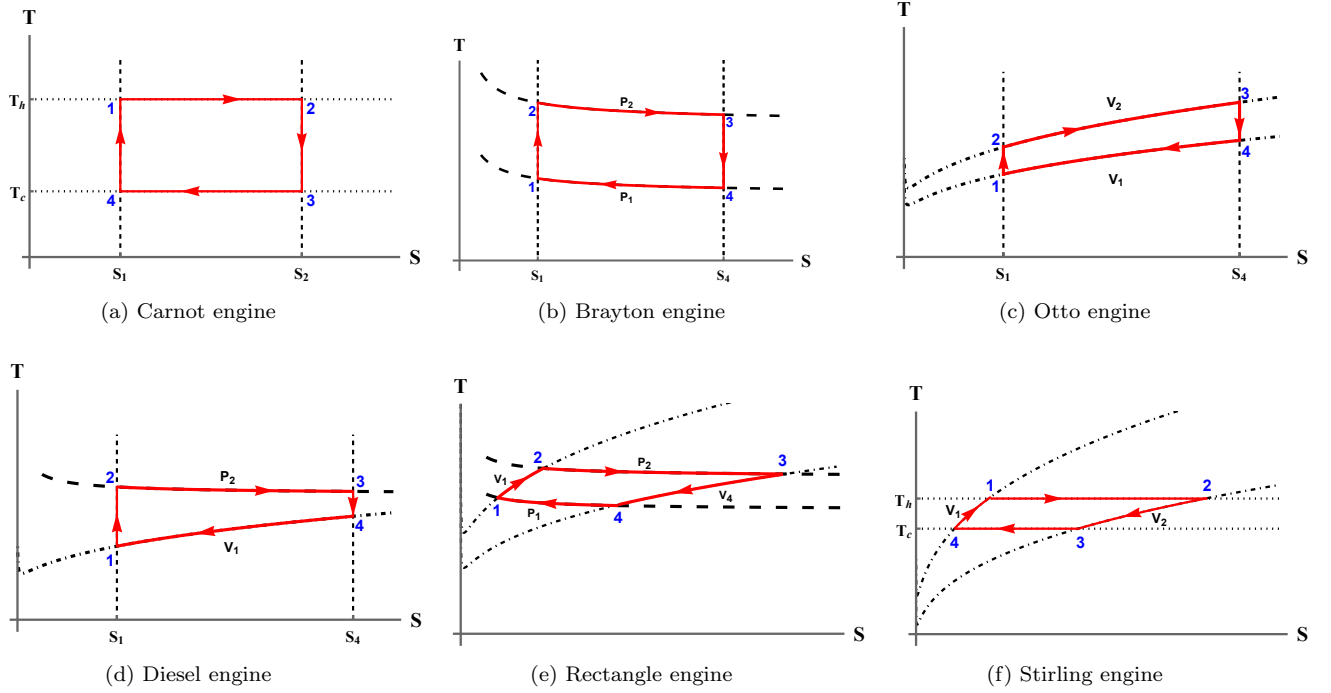 T
T_h
1
2
T_c
4
3
S
S_1
S_2
(a) Carnot engine
T
P_2
2
3
1
P_1
4
S
S_1
S_4
(b) Brayton engine
T
V_2
3
2
4
1
V_1
S
S_1
S_4
(c) Otto engine
T
2
P_2
3
4
1
V_1
S
S_1
S_4
(d) Diesel engine
T
2
P_2
3
V_1
V_4
1
P_1
4
S
(e) Rectangle engine
T
1
2
T_h
V_1
V_2
T_c
4
3
S
(f) Stirling engine